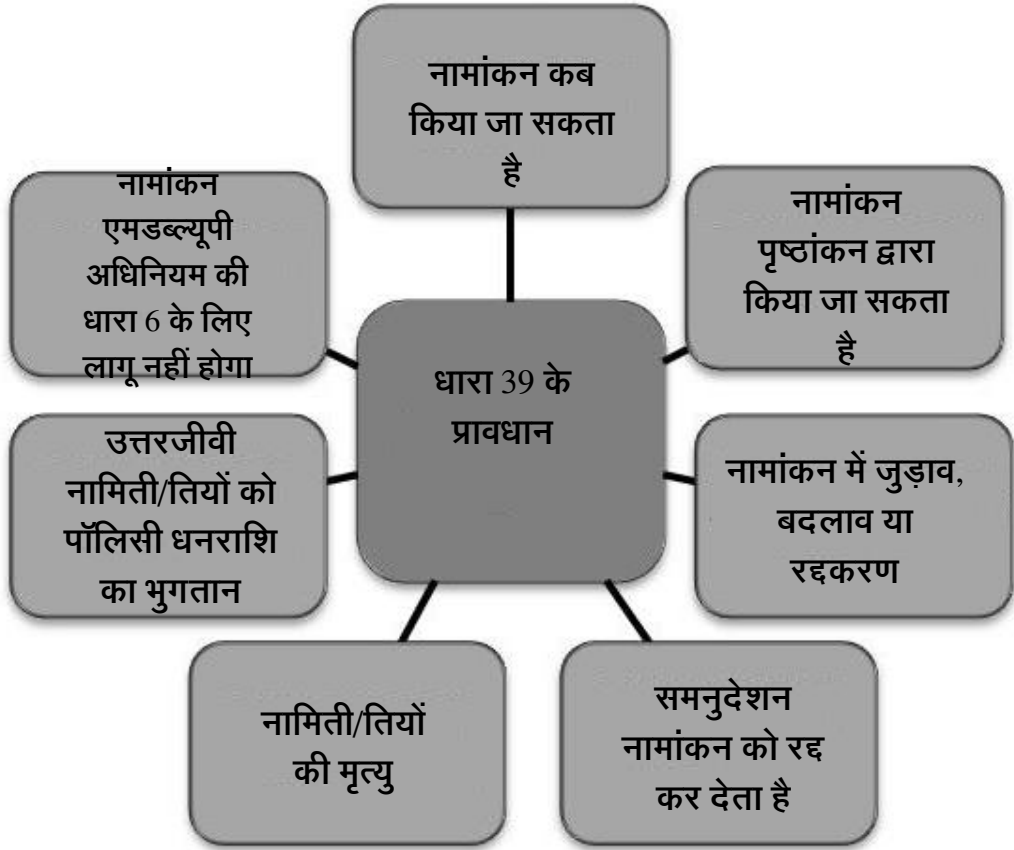 नामांकन कब
किया जा सकता
है
नामांकन
पृष्ठांकन द्वारा
किया जा सकता
है
नामांकन में जुड़ाव,
बदलाव या
रद्दकरण
समनुदेशन
नामांकन को रद्द
कर देता है
नामिती/तियों
की मृत्यु
उत्तरजीवी
नामिती/तियों को
पॉलिसी धनराशि
का भुगतान
नामांकन
एमडब्ल्यूपी
अधिनियम की
धारा 6 के लिए
लागू नहीं होगा
धारा 39 के
प्रावधान